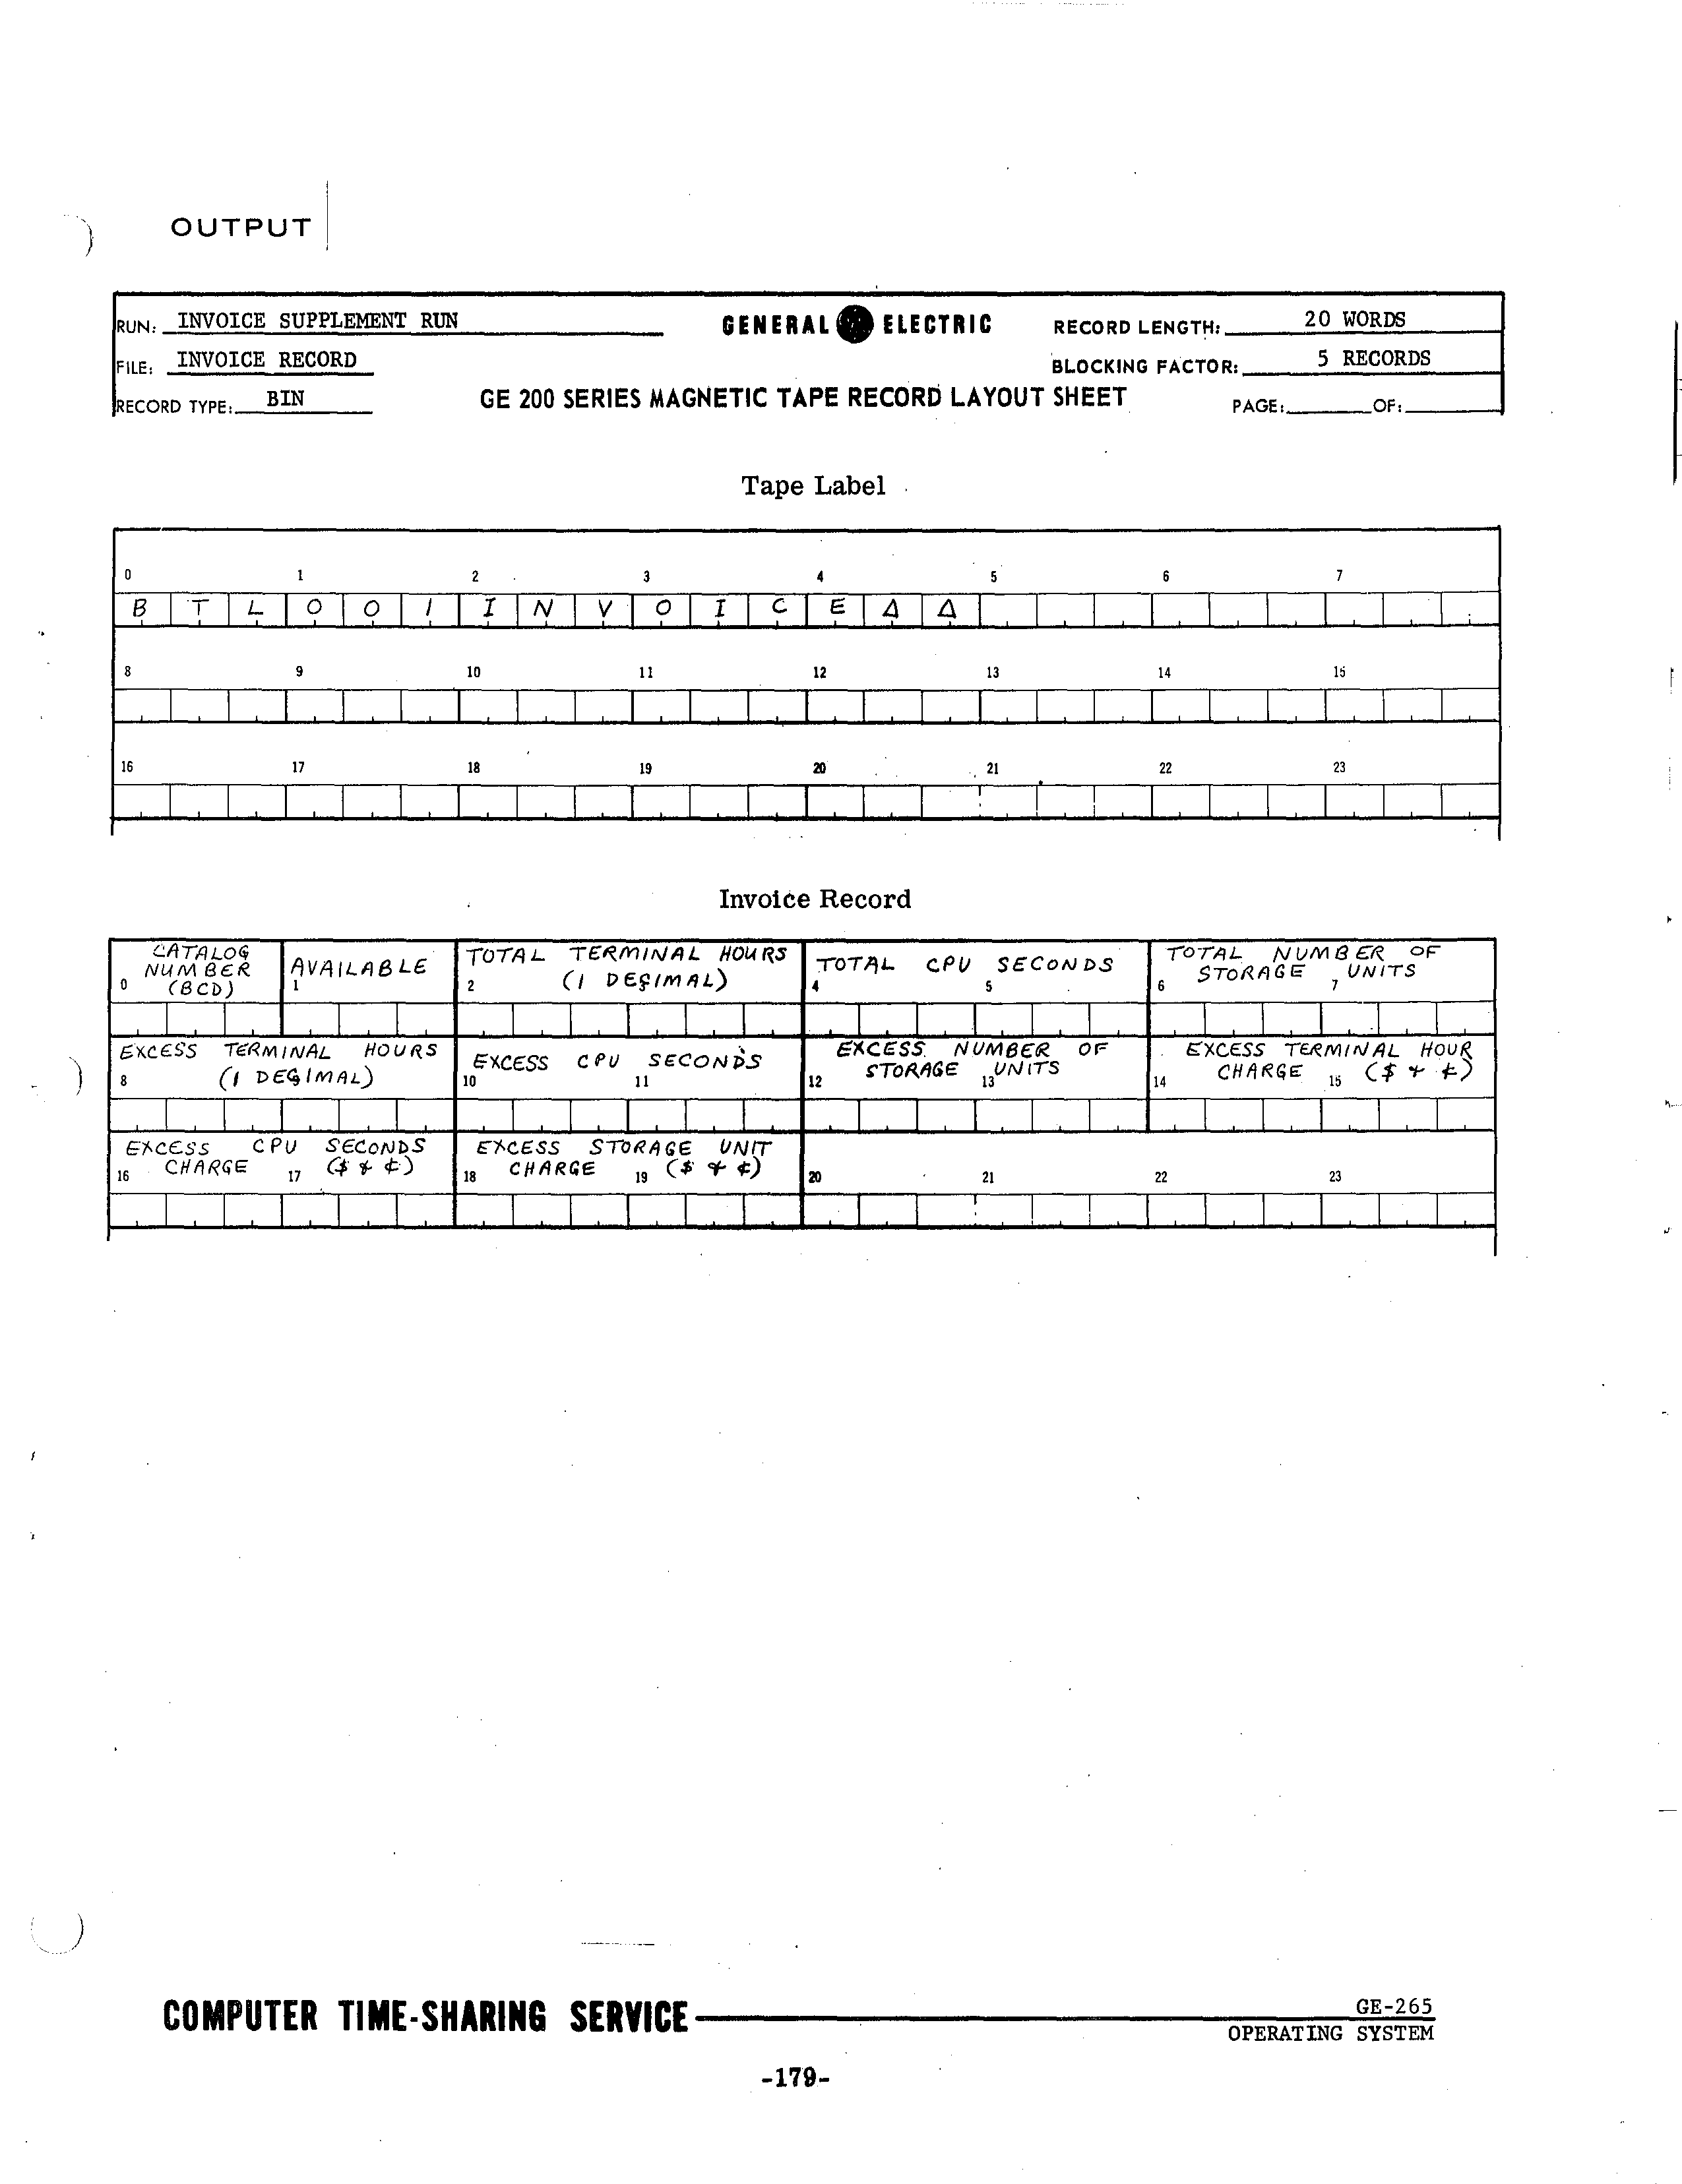 OUTPUT
RUN: INVOICE SUPPLEMENT RUN GENERAL ELECTRIC RECORD LENGTH: 20 WORDS
FILE: INVOICE RECORD BLOCKING FACTOR: 5 RECORDS
RECORD TYPE: BIN GE 200 SERIES MAGNETIC TAPE RECORD LAYOUT SHEET PAGE: OF:
Tape Label
0 1 2 3 4 5 6 7
B T L 0 0 1 I N V O I C E Δ Δ
8 9 10 11 12 13 14 15
16 17 18 19 20 21 22 23
Invoice Record
CATALOG TOTAL TERMINAL HOURS TOTAL NUMBER OF
NUMBER AVAILABLE TOTAL CPU SECONDS STORAGE UNITS
0 (BCD) 1 2 (1 DECIMAL) 4 5 6 7
EXCESS TERMINAL HOURS EXCESS CPU SECONDS EXCESS NUMBER OF EXCESS TERMINAL HOUR
8 (1 DECIMAL) 10 11 12 STORAGE 13 UNITS 14 CHARGE 15 ($ + ¢)
EXCESS CPU SECONDS EXCESS STORAGE UNIT
16 CHARGE 17 ($ + ¢) 18 CHARGE 19 ($ + ¢) 20 21 22 23
COMPUTER TIME-SHARING SERVICE GE-265
OPERATING SYSTEM
-179-